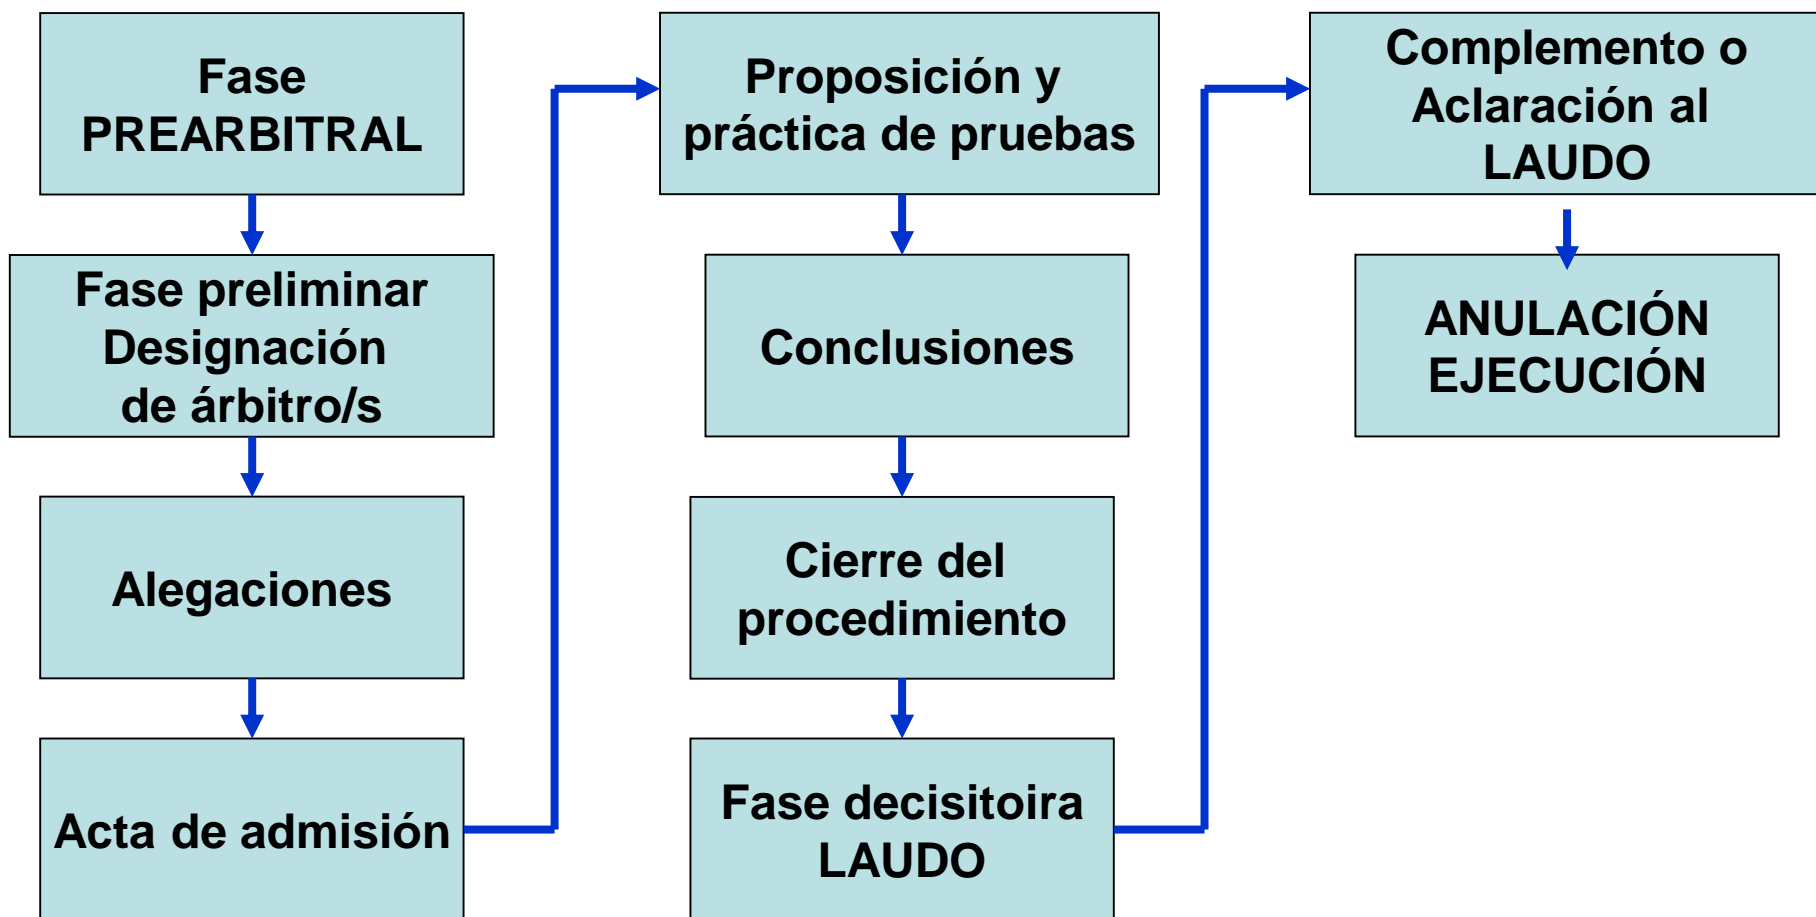 Fase
PREARBITRAL
Fase preliminar
Designación
de árbitro/s
Alegaciones
Acta de admisión
Proposición y
práctica de pruebas
Conclusiones
Cierre del
procedimiento
Fase decisitoira
LAUDO
Complemento o
Aclaración al
LAUDO
ANULACIÓN
EJECUCIÓN